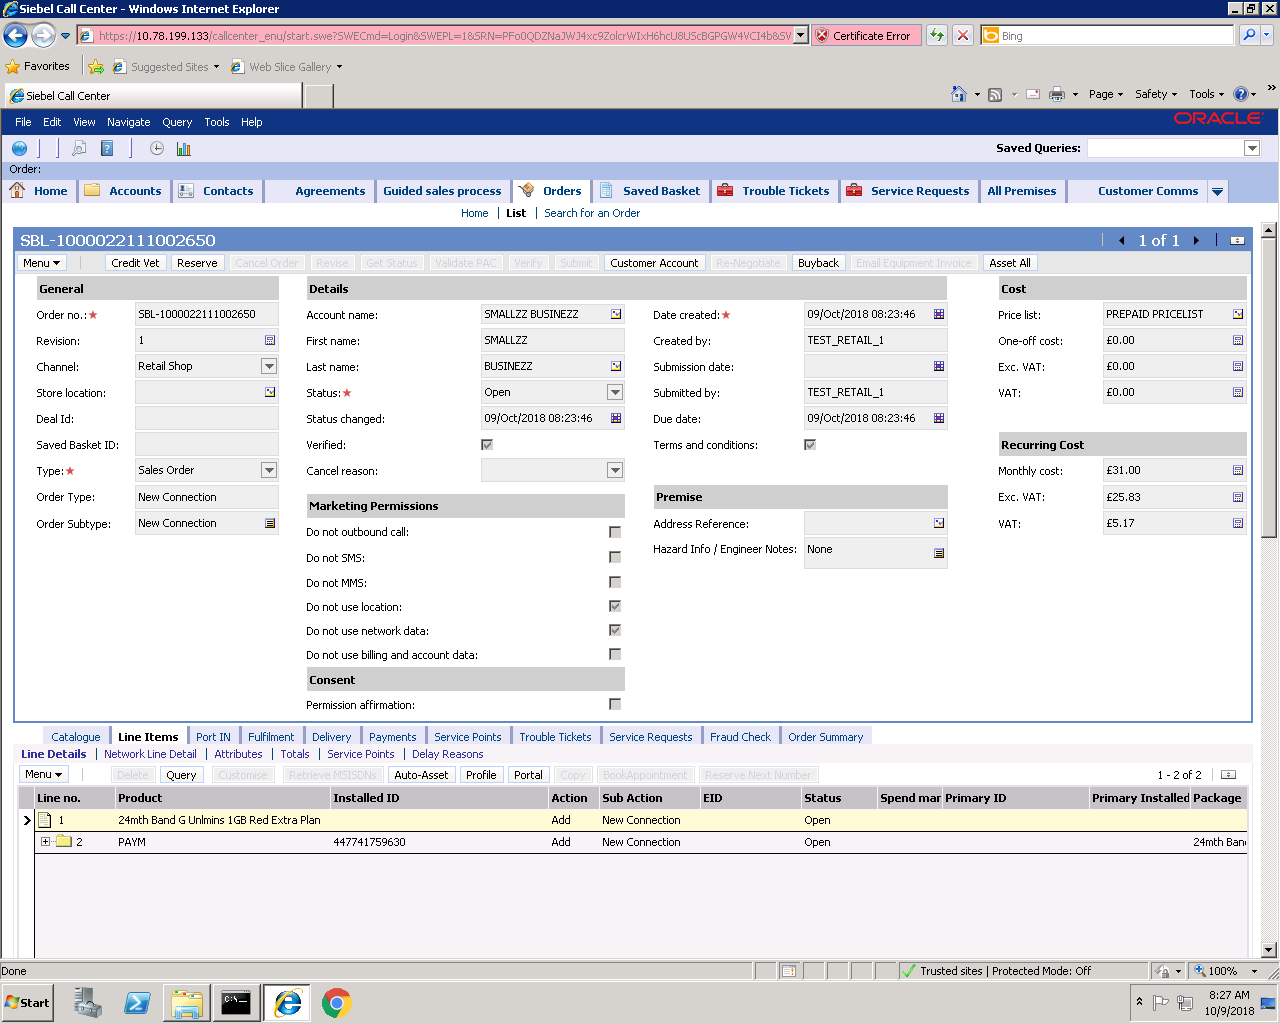 Siebel Call Center - Windows Internet Explorer
https://10.78.199.133/callcenter_enu/start.swe?SWECmd=Login&SWEPL=1&SRN= Certificate Error Bing
Favorites Suggested Sites Web Slice Gallery
Siebel Call Center Page Safety Tools
File Edit View Navigate Query Tools Help ORACLE
Saved Queries:
Order:
Home Accounts Contacts Agreements Guided sales process Orders Saved Basket Trouble Tickets Service Requests All Premises Customer Comms
Home List Search for an Order
SBL-1000022111002650 1 of 1
Menu Credit Vet Reserve Cancel Order Revise Get Status Validate PAC Verify Submit Customer Account Re-Negotiate Buyback Email Equipment Invoice Asset All
General Details Cost
Order no.:* SBL-1000022111002650 Account name: SMALLZZ BUSINEZZ Date created:* 09/Oct/2018 08:23:46 Price list: PREPAID PRICELIST
Revision: 1 First name: SMALLZZ Created by: TEST_RETAIL_1 One-off cost: £0.00
Channel: Retail Shop Last name: BUSINEZZ Submission date: Exc. VAT: £0.00
Store location: Status:* Open Submitted by: TEST_RETAIL_1 VAT: £0.00
Deal Id: Status changed: 09/Oct/2018 08:23:46 Due date: 09/Oct/2018 08:23:46
Saved Basket ID: Verified: Terms and conditions: Recurring Cost
Type:* Sales Order Cancel reason: Monthly cost: £31.00
Order Type: New Connection Marketing Permissions Premise Exc. VAT: £25.83
Order Subtype: New Connection Do not outbound call: Address Reference: VAT: £5.17
Do not SMS: Hazard Info / Engineer Notes: None
Do not MMS:
Do not use location:
Do not use network data:
Do not use billing and account data:
Consent
Permission affirmation:
Catalogue Line Items Port IN Fulfilment Delivery Payments Service Points Trouble Tickets Service Requests Fraud Check Order Summary
Line Details Network Line Detail Attributes Totals Service Points Delay Reasons
Menu Delete Query Customise Retrieve MSISDNs Auto-Asset Profile Portal Copy BookAppointment Reserve Next Number 1 - 2 of 2
Line no. Product Installed ID Action Sub Action EID Status Spend mar Primary ID Primary Installed Package
1 24mth Band G Unlmins 1GB Red Extra Plan Add New Connection Open
2 PAYM 447741759630 Add New Connection Open 24mth Ban
Done Trusted sites | Protected Mode: Off 100%
Start 8:27 AM
10/9/2018